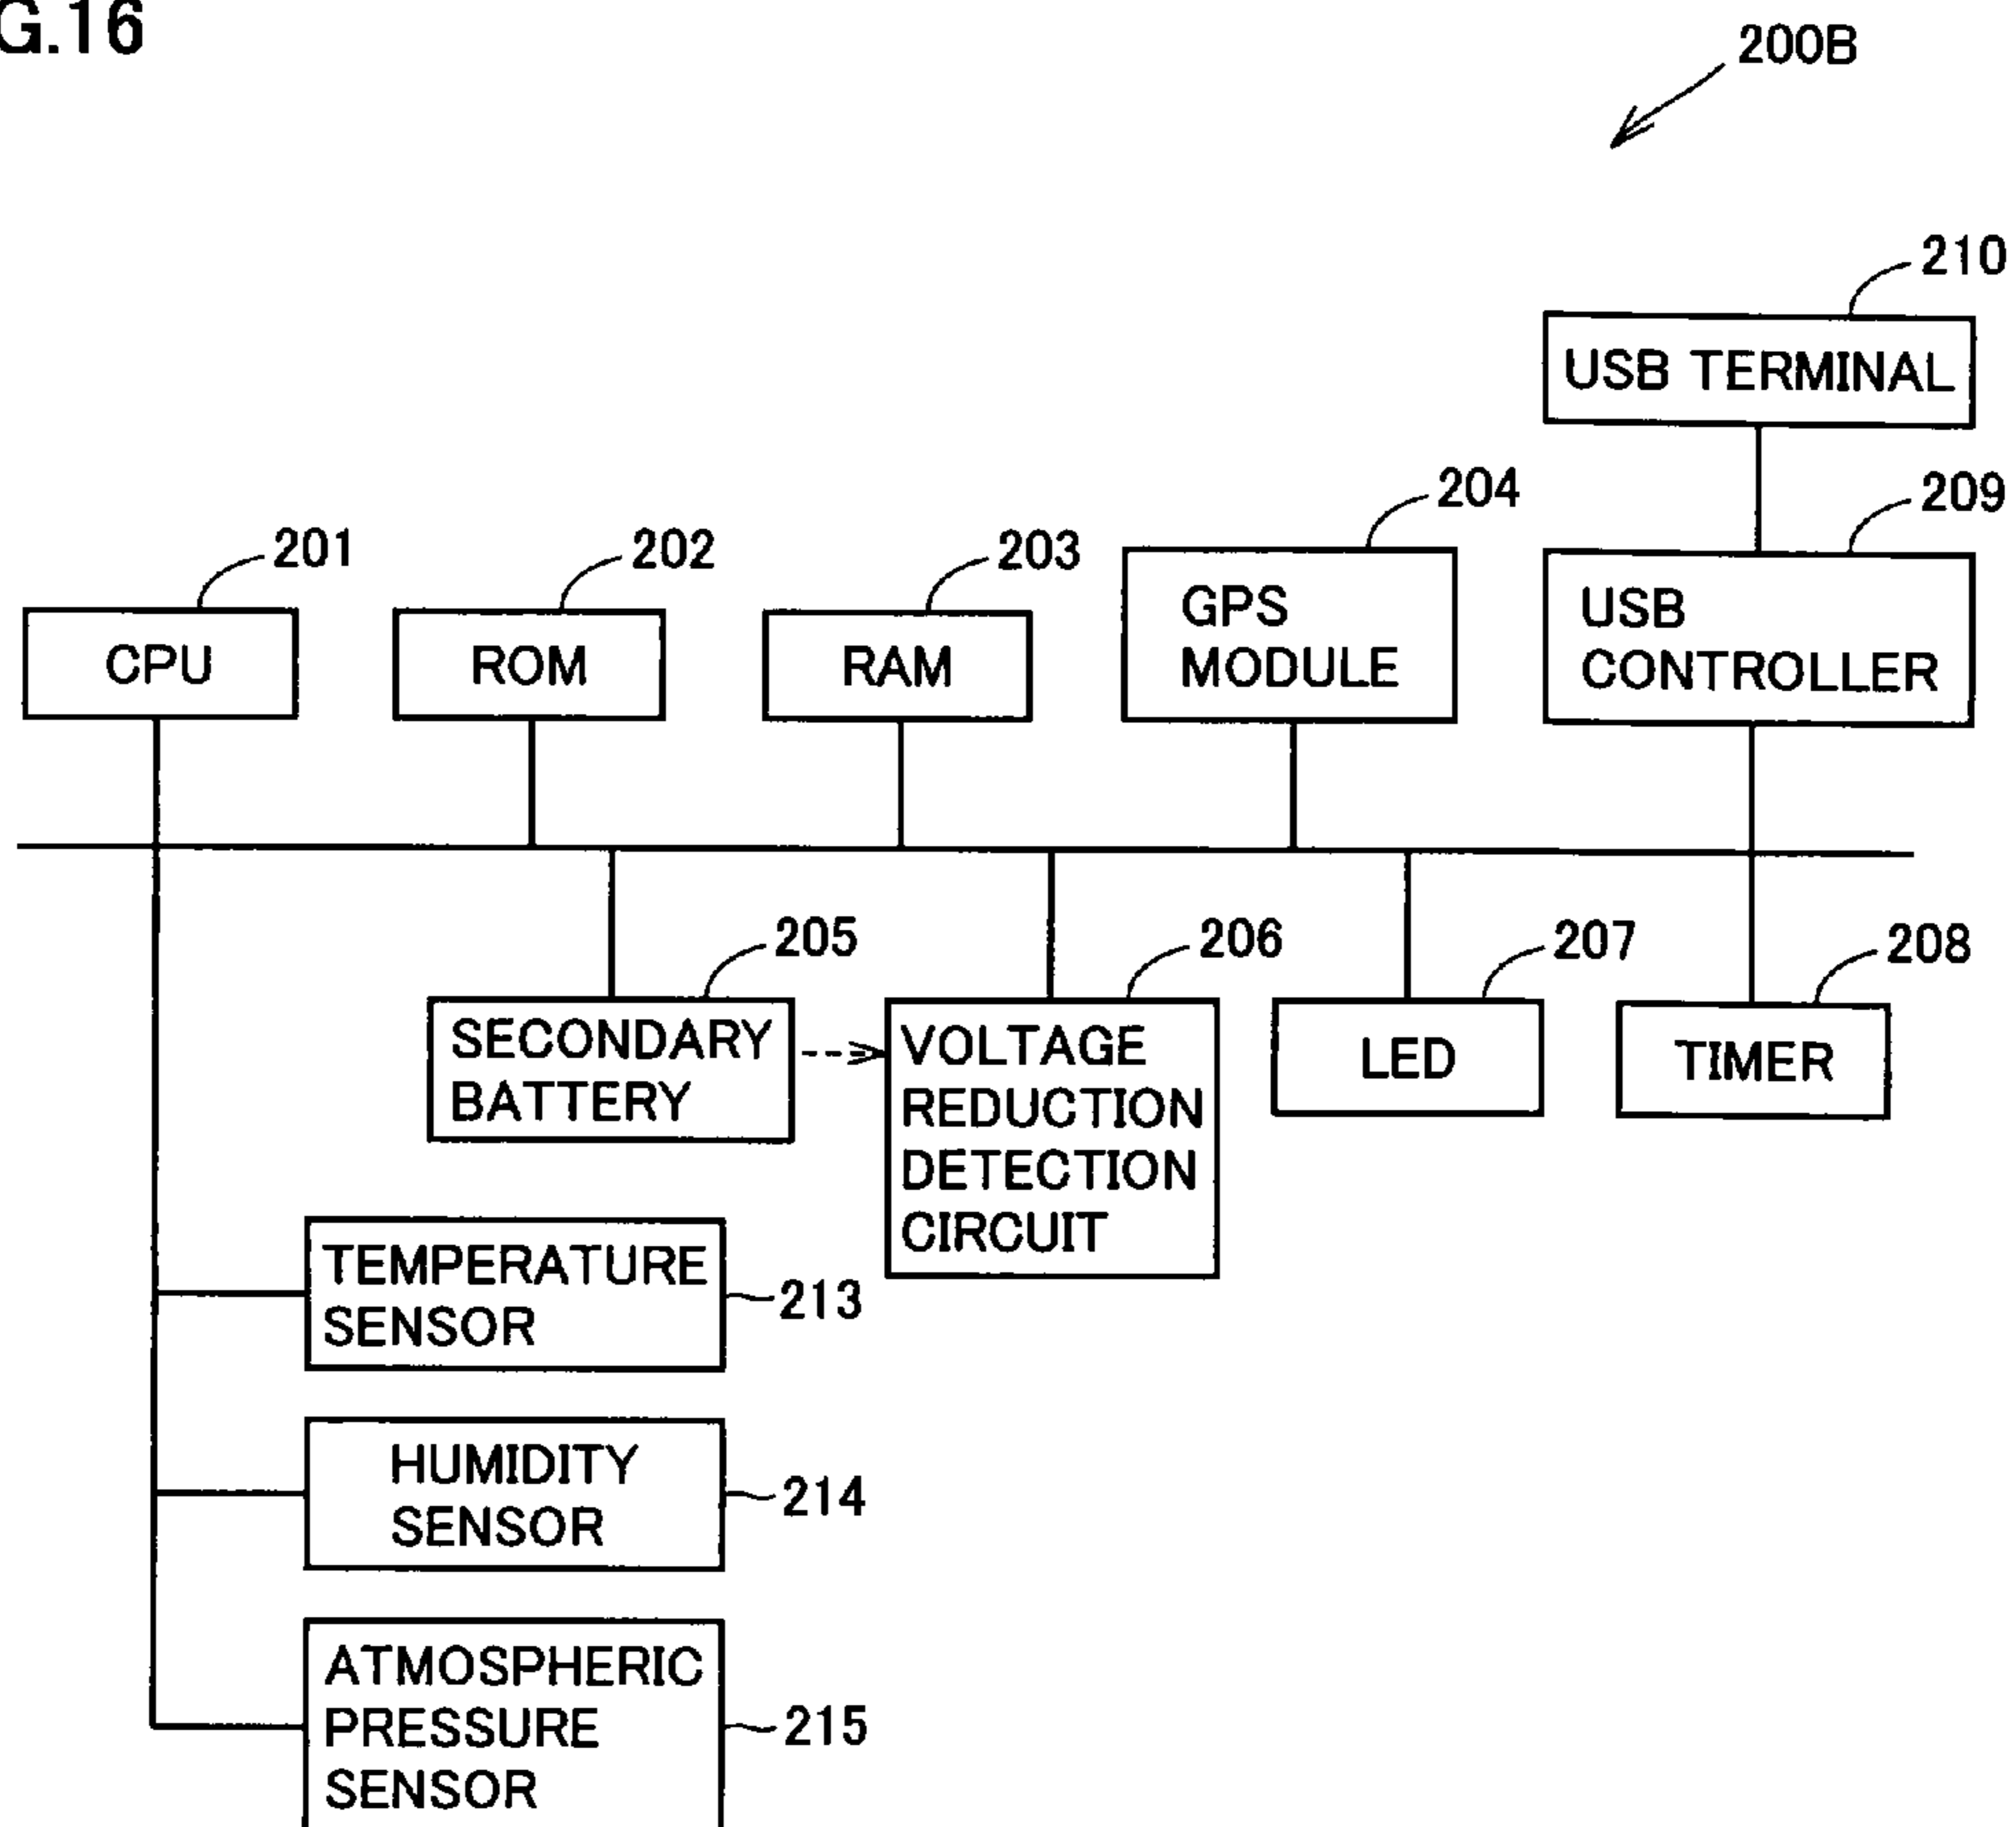 G.16
200B
210
USB TERMINAL
204
209
201
202
203
GPS
MODULE
USB
CONTROLLER
CPU
ROM
RAM
205
206
207
208
SECONDARY
BATTERY
VOLTAGE
REDUCTION
DETECTION
CIRCUIT
LED
TIMER
TEMPERATURE
SENSOR
213
HUMIDITY
SENSOR
214
ATMOSPHERIC
PRESSURE
SENSOR
215